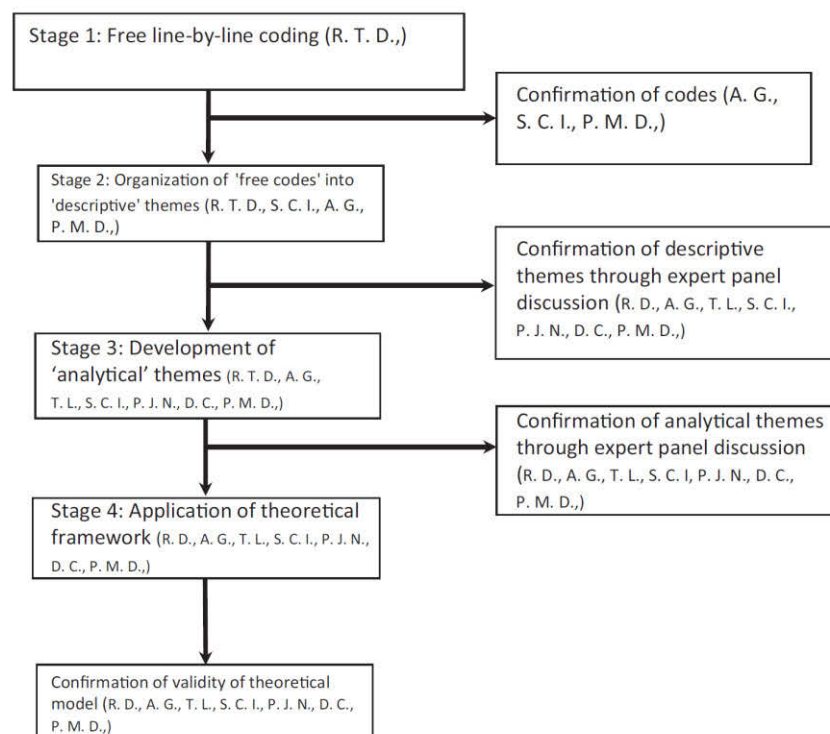 Stage 1: Free line-by-line coding (R. T. D.,)
Confirmation of codes (A. G.,
S. C. I., P. M. D.,)
Stage 2: Organization of 'free codes' into
'descriptive' themes (R. T. D., S. C. I., A. G.,
P. M. D.,)
Confirmation of descriptive
themes through expert panel
discussion (R. D., A. G., T. L., S. C. I.,
P. J. N., D. C., P. M. D.,)
Stage 3: Development of
‘analytical’ themes (R. T. D., A. G.,
T. L., S. C. I., P. J. N., D. C., P. M. D.,)
Confirmation of analytical themes
through expert panel discussion
(R. D., A. G., T. L., S. C. I, P. J. N., D. C.,
P. M. D.,)
Stage 4: Application of theoretical
framework (R. D., A. G., T. L., S. C. I., P. J. N.,
D. C., P. M. D.,)
Confirmation of validity of theoretical
model (R. D., A. G., T. L., S. C. I., P. J. N., D. C.,
P. M. D.,)